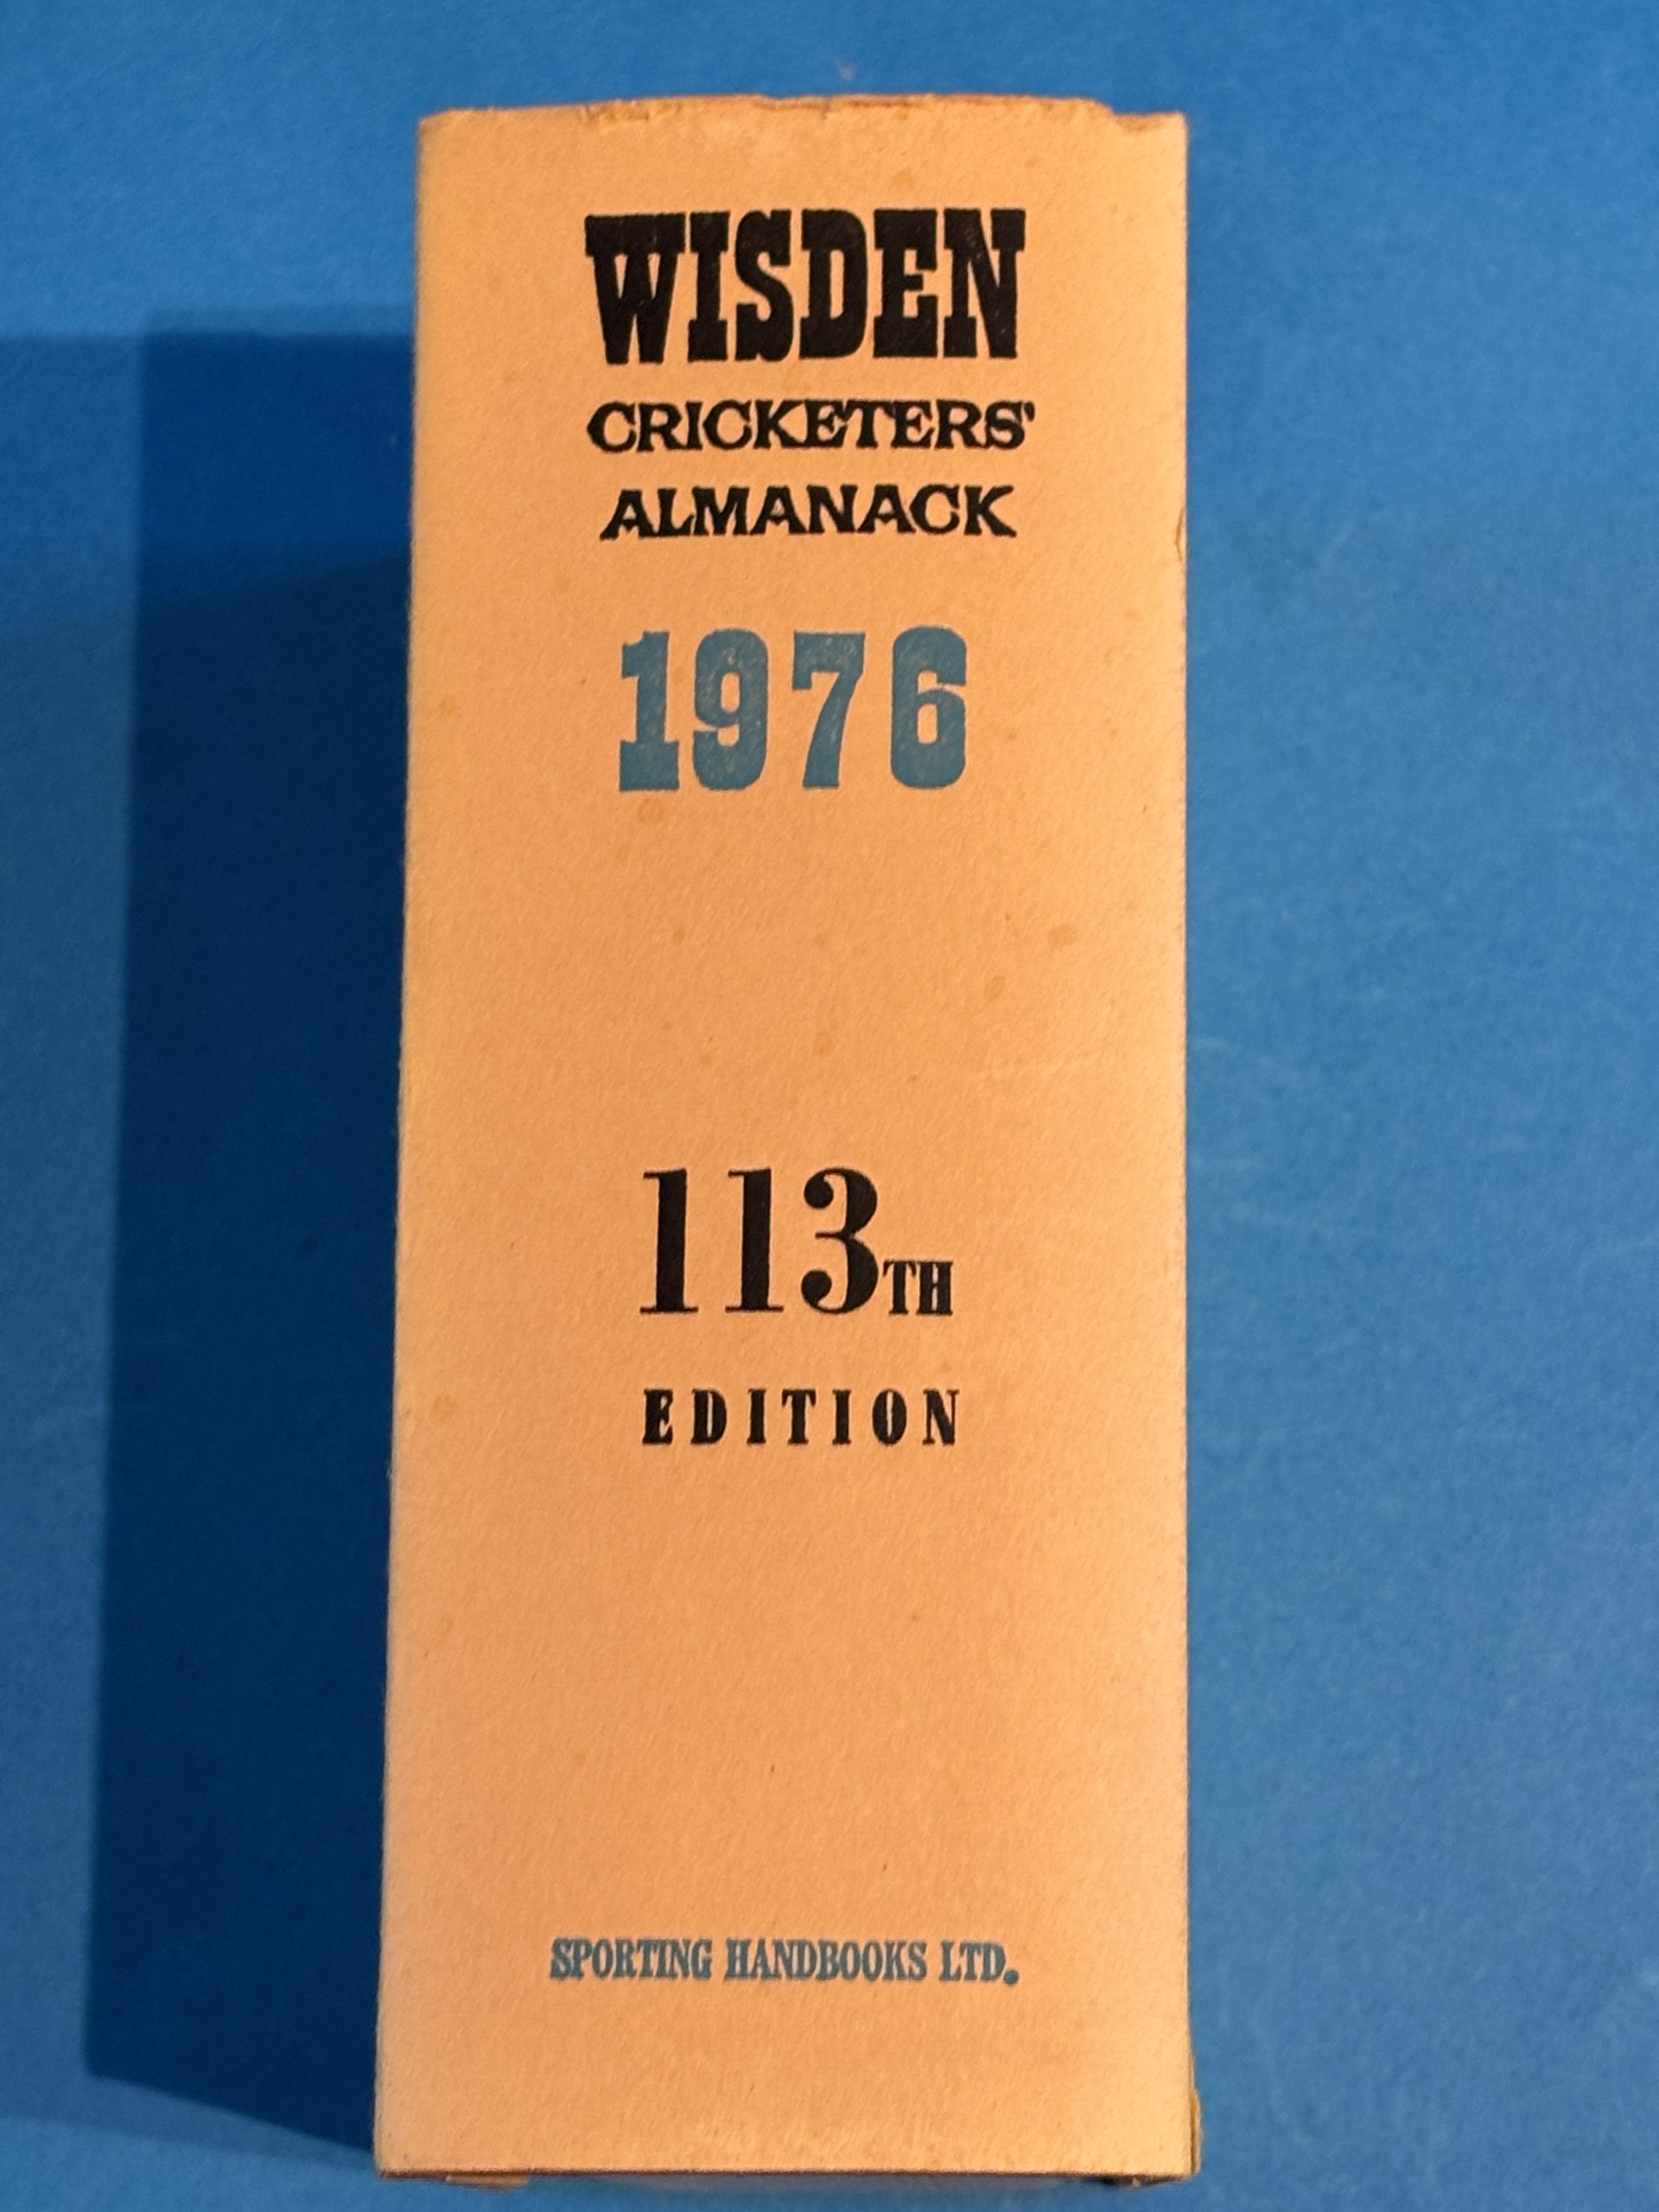 WISDEN
CRICKETERS'
ALMANACK
1976
113TH
EDITION
SPORTING HANDBOOKS LTD.